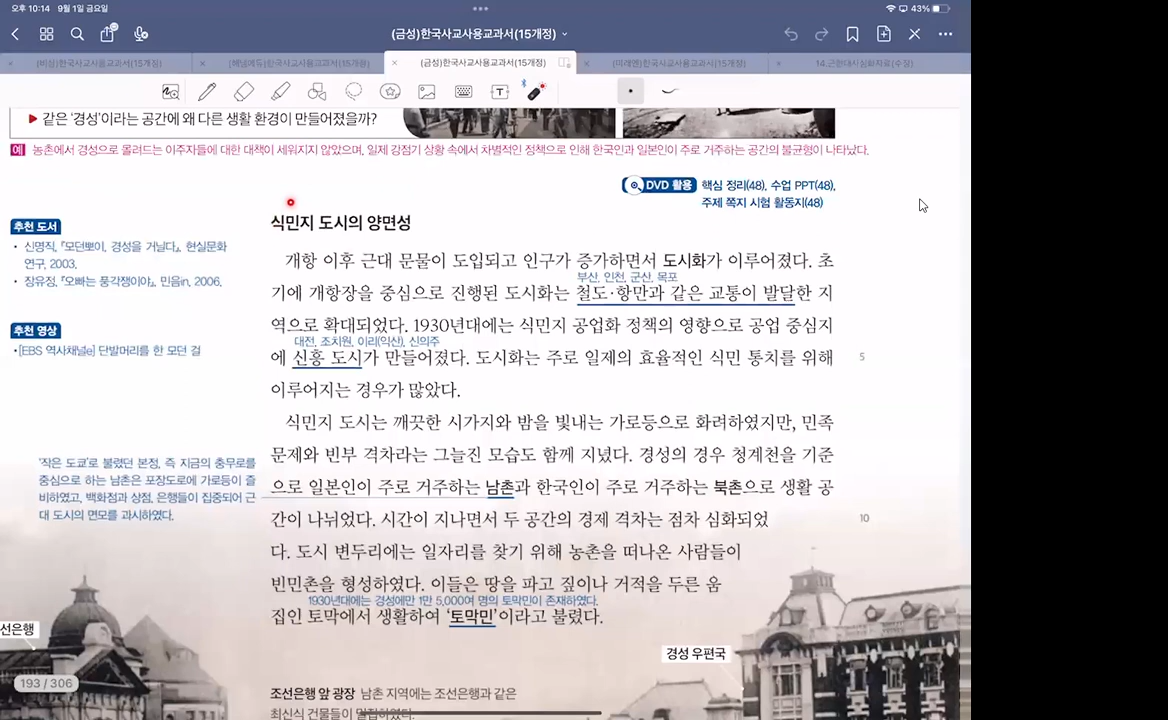 오후 10:14 9월 1일 금요일
43%
(금성)한국사교사용교과서(15개정)
(비상)한국사교사용교과서(15개정)
(해냄에듀)한국사교사용교과서(15개정)
(금성)한국사교사용교과서(15개정)
(미래엔)한국사교사용교과서(15개정)
14.근현대사심화자료(수정)
▶ 같은 '경성'이라는 공간에 왜 다른 생활 환경이 만들어졌을까?
예 농촌에서 경성으로 몰려드는 이주자들에 대한 대책이 세워지지 않았으며, 일제 강점기 상황 속에서 차별적인 정책으로 인해 한국인과 일본인이 주로 거주하는 공간의 불균형이 나타났다.
DVD 활용 핵심 정리(48), 수업 PPT(48),
주제 쪽지 시험 활동지(48)
추천 도서
• 신명직, 『모던뽀이, 경성을 거닐다』, 현실문화
연구, 2003.
• 장유정, 『오빠는 풍각쟁이야』, 민음in, 2006.
추천 영상
• [EBS 역사채널e] 단발머리를 한 모던 걸
'작은 도쿄'로 불렸던 본정, 즉 지금의 충무로를
중심으로 하는 남촌은 포장도로에 가로등이 즐
비하였고, 백화점과 상점, 은행들이 집중되어 근
대 도시의 면모를 과시하였다.
식민지 도시의 양면성
개항 이후 근대 문물이 도입되고 인구가 증가하면서 도시화가 이루어졌다. 초
부산, 인천, 군산, 목포
기에 개항장을 중심으로 진행된 도시화는 철도·항만과 같은 교통이 발달한 지
역으로 확대되었다. 1930년대에는 식민지 공업화 정책의 영향으로 공업 중심지
대전, 조치원, 이리(익산), 신의주
에 신흥 도시가 만들어졌다. 도시화는 주로 일제의 효율적인 식민 통치를 위해
5
이루어지는 경우가 많았다.
식민지 도시는 깨끗한 시가지와 밤을 빛내는 가로등으로 화려하였지만, 민족
문제와 빈부 격차라는 그늘진 모습도 함께 지녔다. 경성의 경우 청계천을 기준
으로 일본인이 주로 거주하는 남촌과 한국인이 주로 거주하는 북촌으로 생활 공
간이 나뉘었다. 시간이 지나면서 두 공간의 경제 격차는 점차 심화되었
10
다. 도시 변두리에는 일자리를 찾기 위해 농촌을 떠나온 사람들이
빈민촌을 형성하였다. 이들은 땅을 파고 짚이나 거적을 두른 움
1930년대에는 경성에만 1만 5,000여 명의 토막민이 존재하였다.
집인 토막에서 생활하여 '토막민'이라고 불렸다.
선은행
경성 우편국
193 / 306
조선은행 앞 광장 남촌 지역에는 조선은행과 같은
최신식 건물들이 밀집하였다.